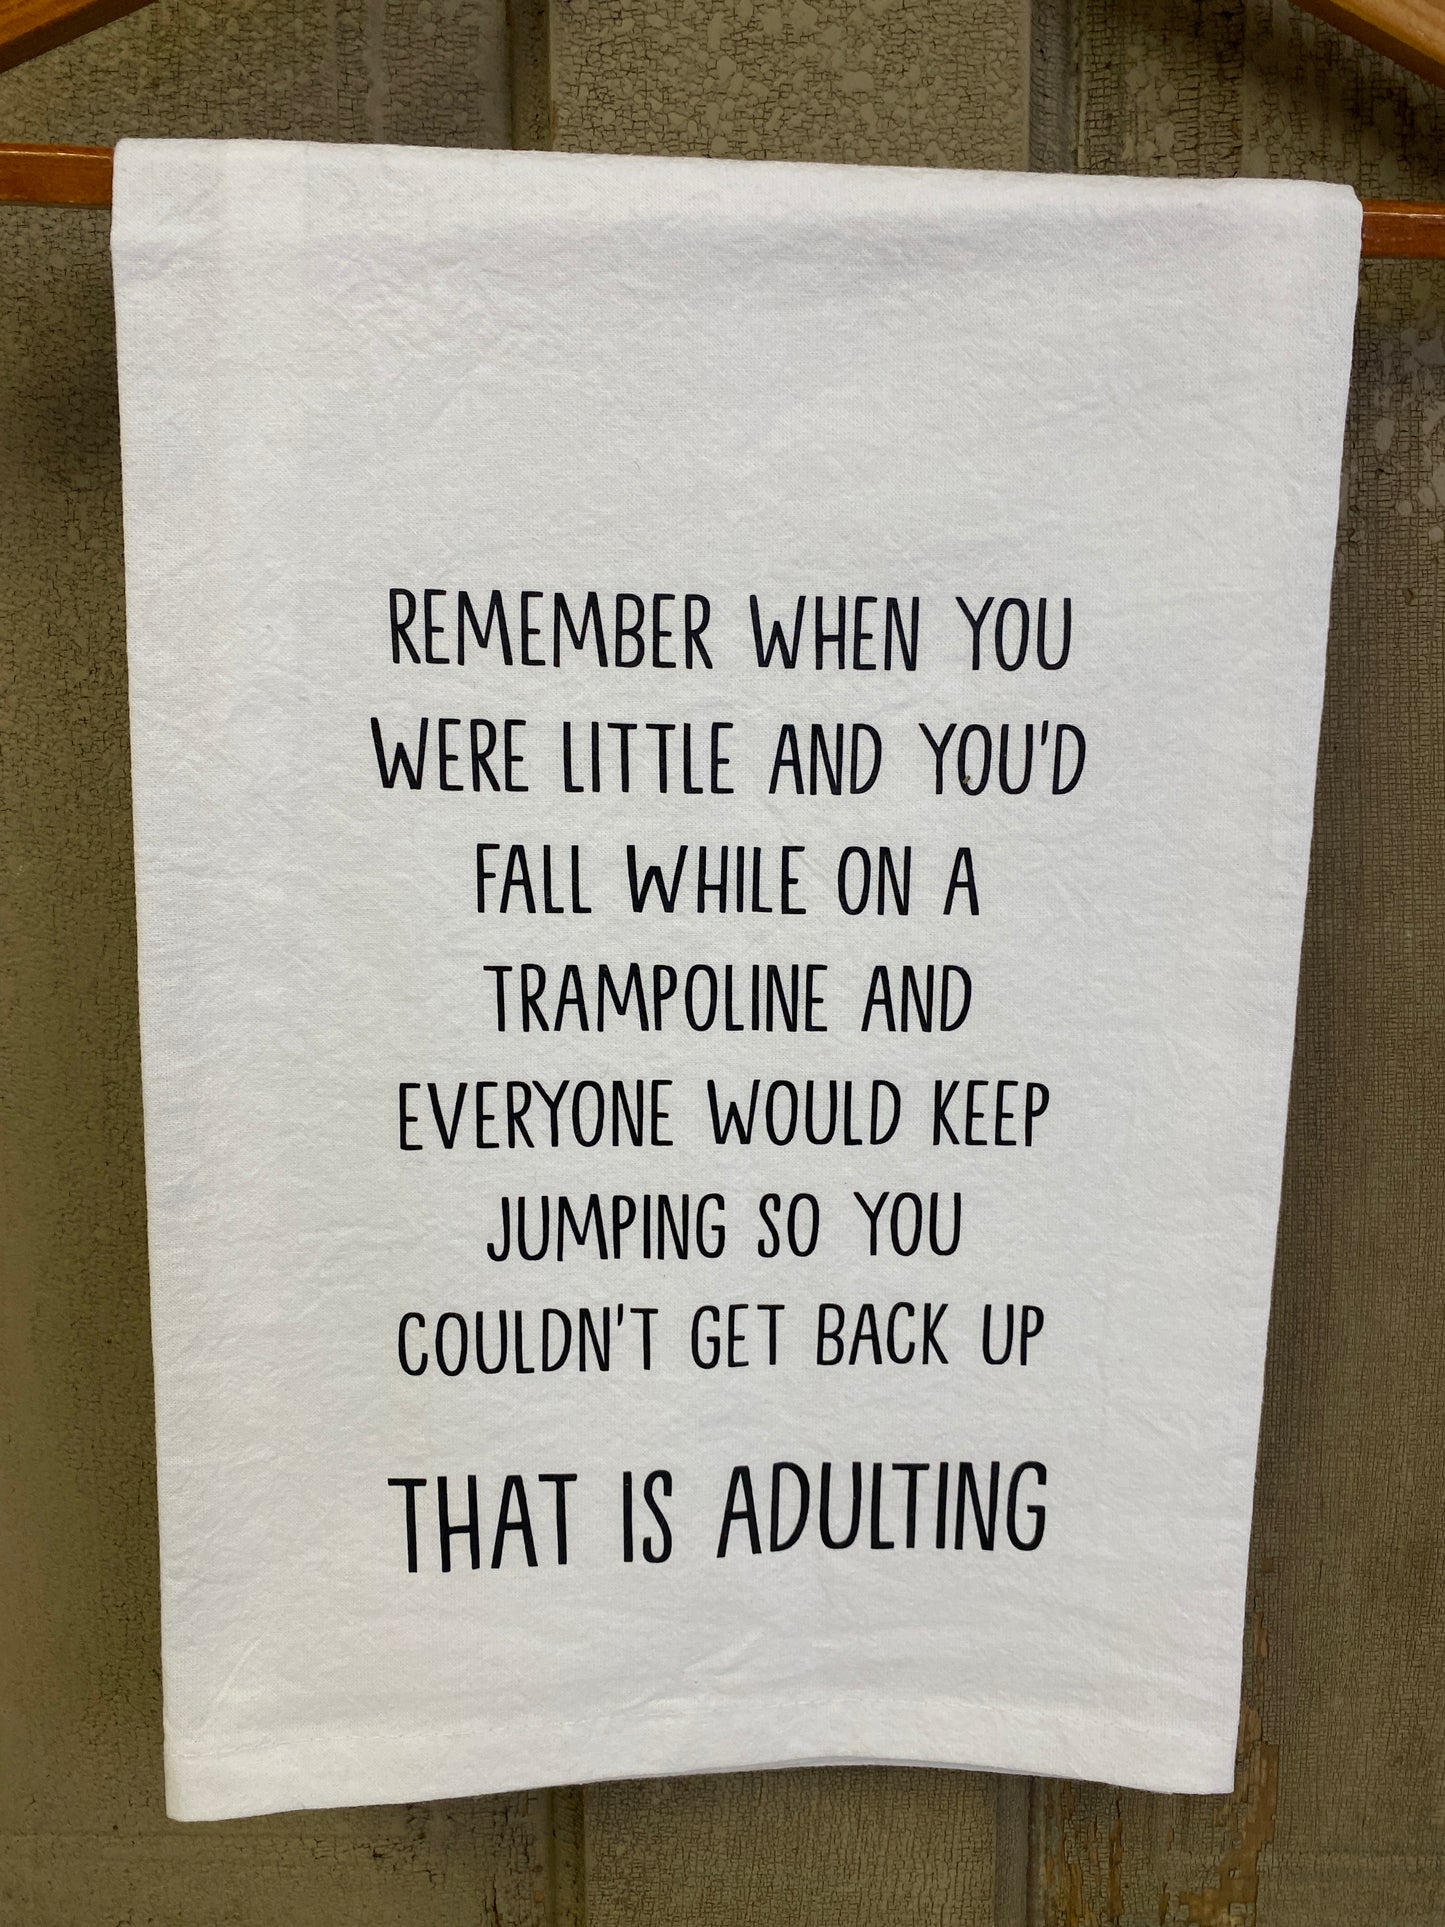 REMEMBER WHEN YOU
WERE LITTLE AND YOU'D
FALL WHILE ON A
TRAMPOLINE AND
EVERYONE WOULD KEEP
JUMPING SO YOU
COULDN'T GET BACK UP
THAT IS ADULTING